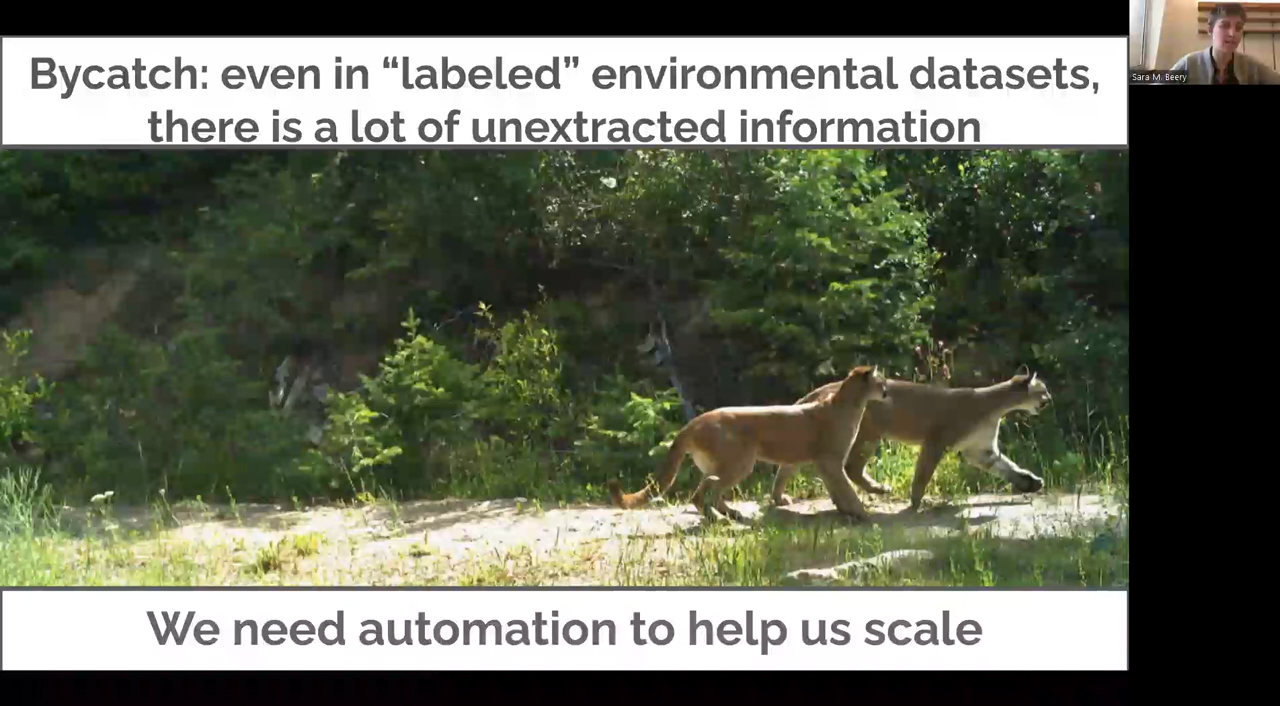 Bycatch: even in “labeled” environmental datasets,
there is a lot of unextracted information
Sara M. Beery
We need automation to help us scale